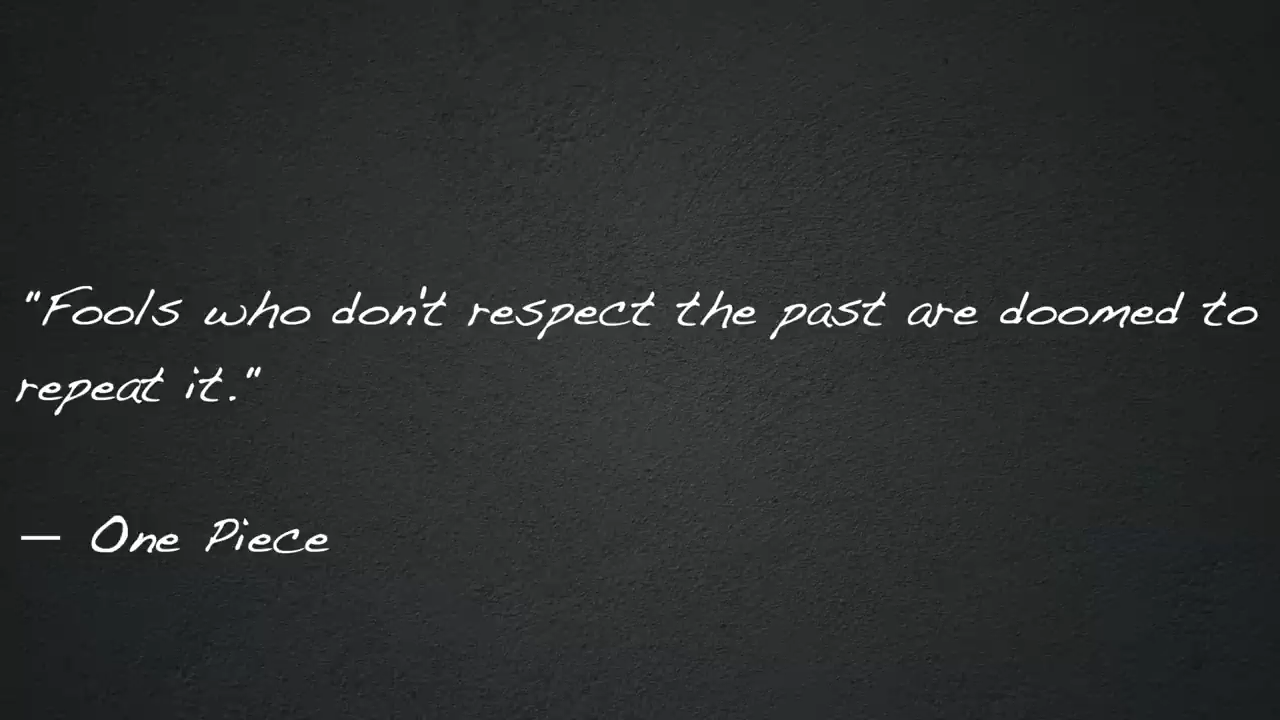 "Fools who don't respect the past are doomed to
repeat it."
— One Piece